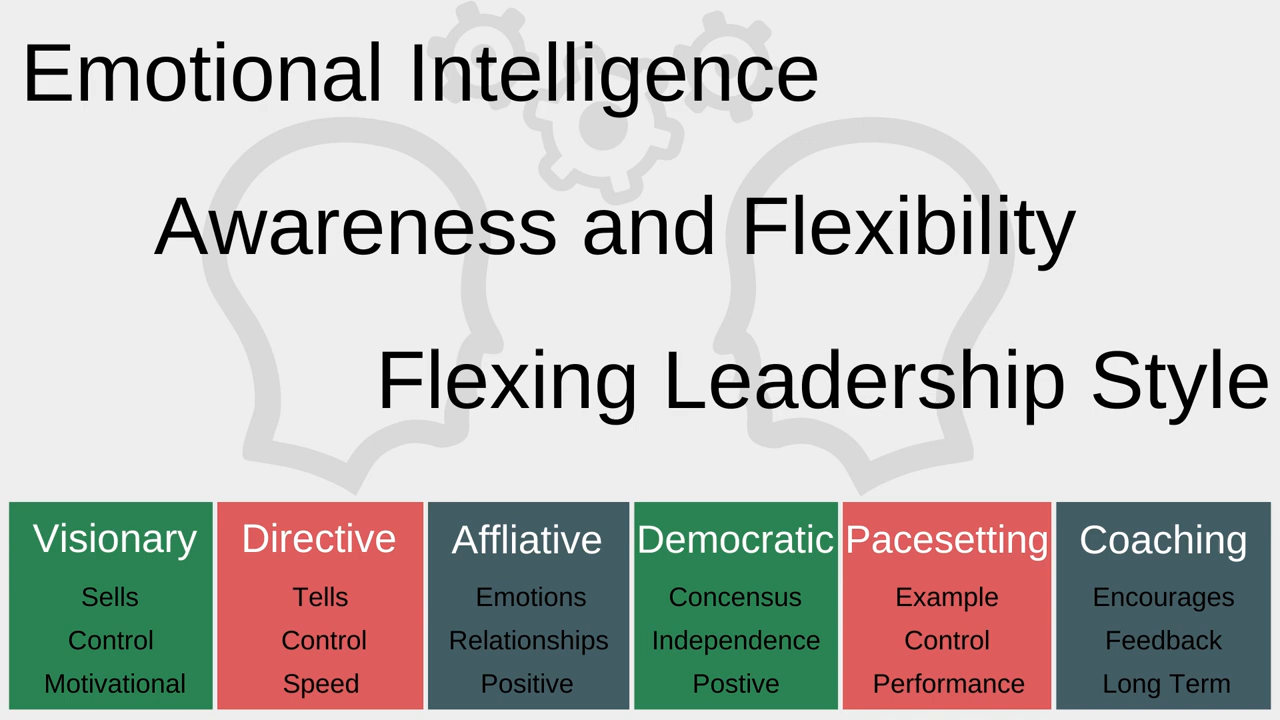 Emotional Intelligence
Awareness and Flexibility
Flexing Leadership Style
Visionary
Sells
Control
Motivational
Directive
Tells
Control
Speed
Affliative
Emotions
Relationships
Positive
Democratic
Concensus
Independence
Postive
Pacesetting
Example
Control
Performance
Coaching
Encourages
Feedback
Long Term